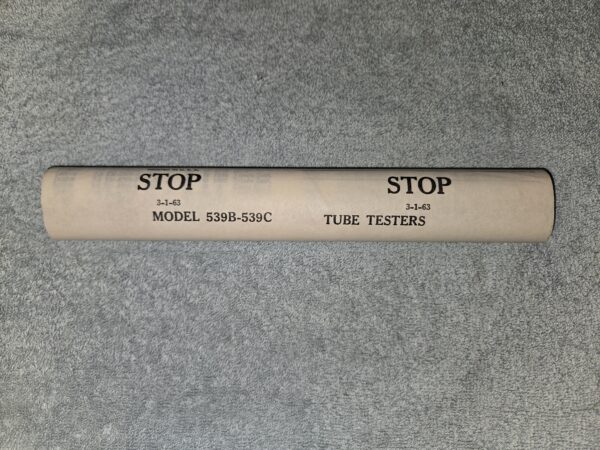 STOP STOP
3-1-63 3-1-63
MODEL 539B-539C TUBE TESTERS